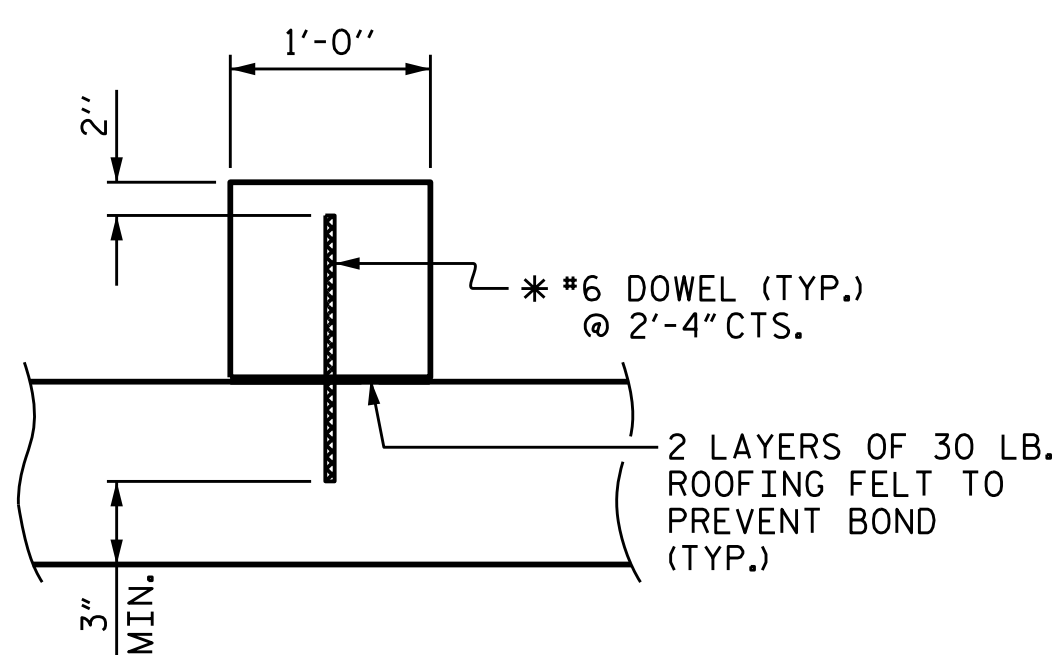 1'-0''
2''
* #6 DOWEL (TYP.)
@ 2'-4" CTS.
2 LAYERS OF 30 LB.
ROOFING FELT TO
PREVENT BOND
(TYP.)
3"
MIN.